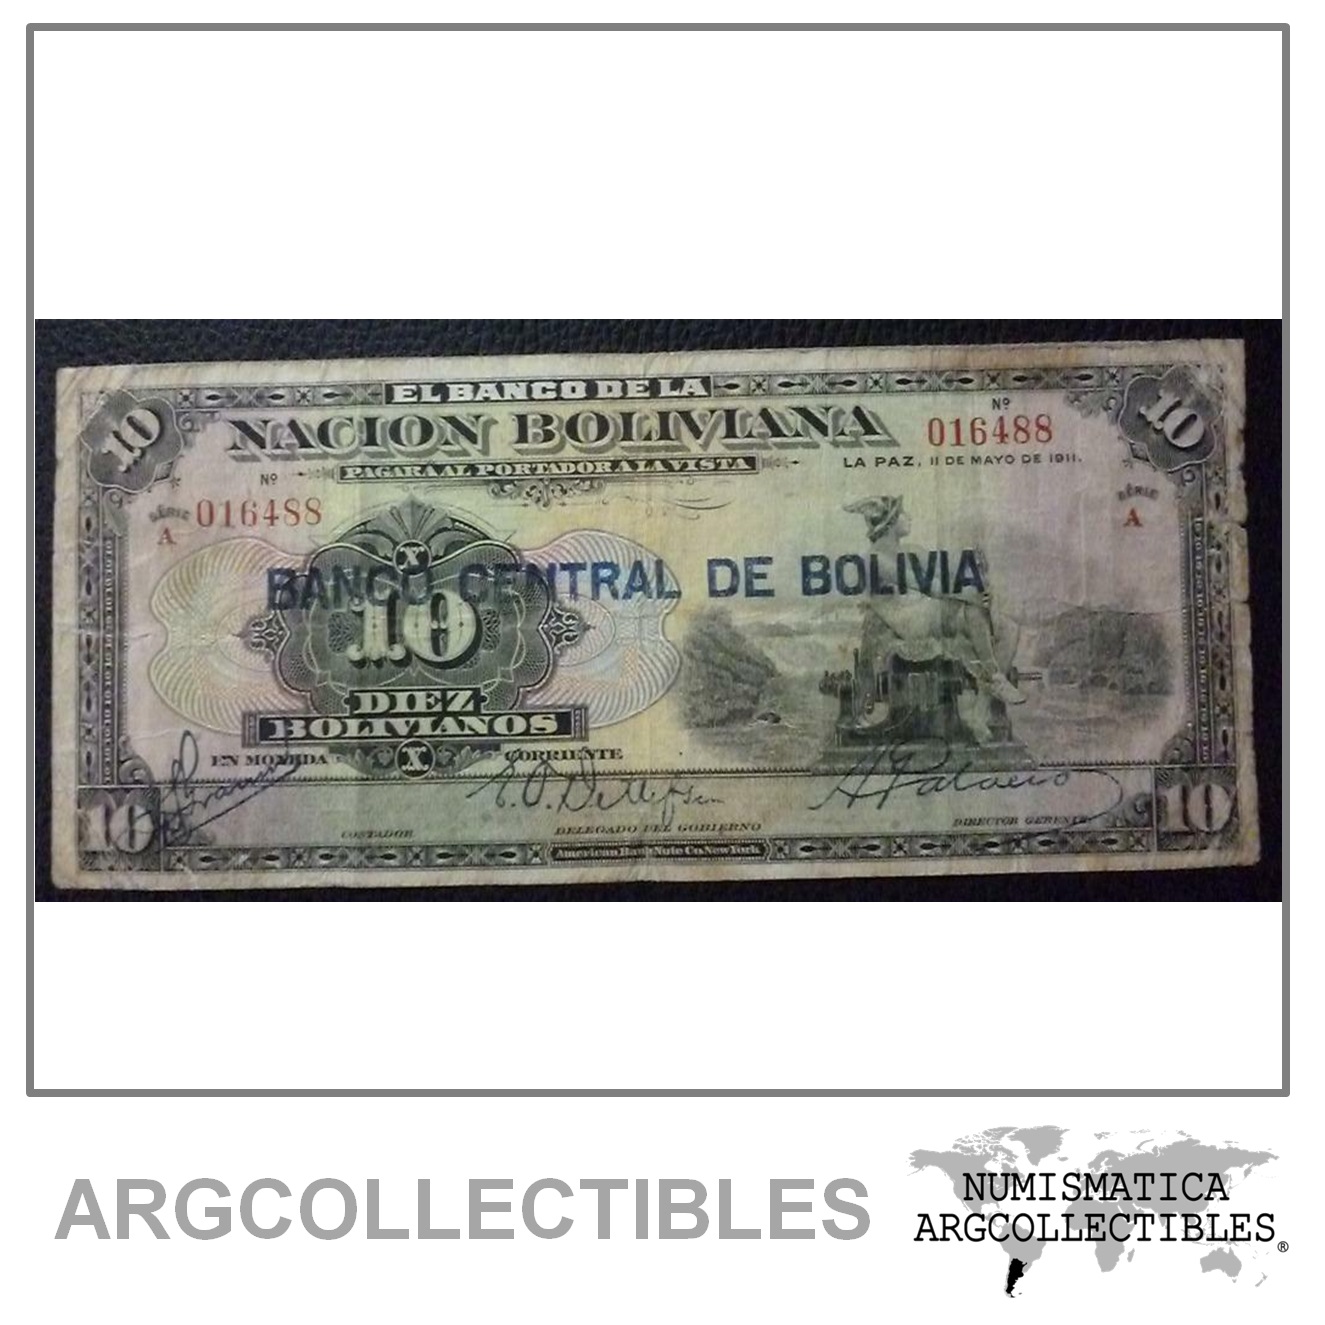 10
EL BANCO DE LA
10
NACION BOLIVIANA
Nº
016488
PAGARA AL PORTADOR A LA VISTA
LA PAZ, 11 DE MAYO DE 1911.
Nº
SÉRIE
A
016488
SÉRIE
A
X
BANCO CENTRAL DE BOLIVIA
10
DIEZ
BOLIVIANOS
EN MONEDA
X
CORRIENTE
10
CONTADOR
DELEGADO DEL GOBIERNO
DIRECTOR GERENTE
10
American Bank Note Co. New York.
ARGCOLLECTIBLES
NUMISMATICA
ARGCOLLECTIBLES®